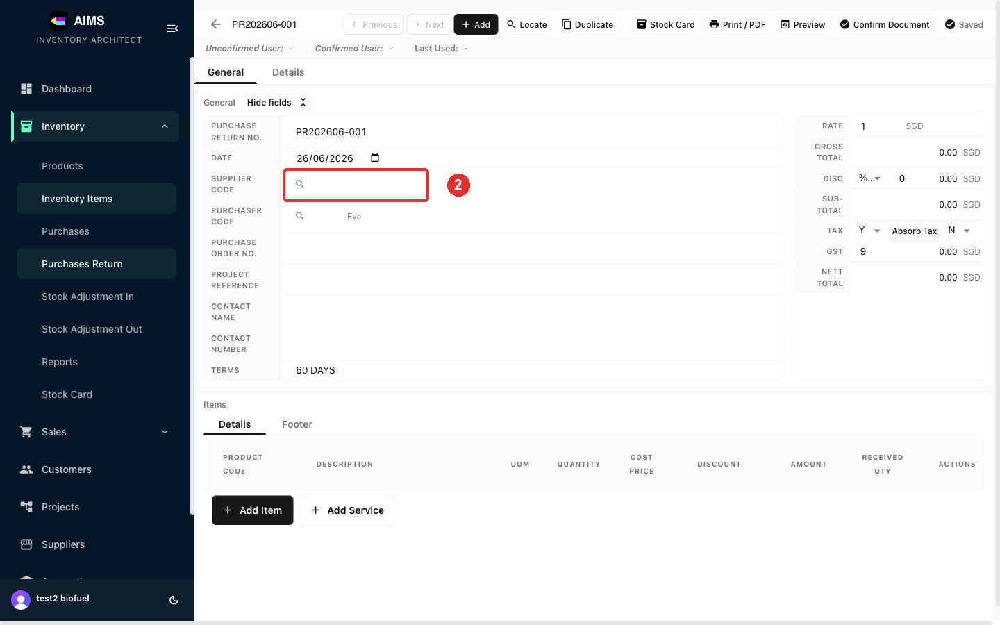 AIMS
INVENTORY ARCHITECT
Dashboard
Inventory
Products
Inventory Items
Purchases
Purchases Return
Stock Adjustment In
Stock Adjustment Out
Reports
Stock Card
Sales
Customers
Projects
Suppliers
test2 biofuel
PR202606-001
Previous
Next
Add
Locate
Duplicate
Stock Card
Print / PDF
Preview
Confirm Document
Saved
Unconfirmed User: -
Confirmed User: -
Last Used: -
General
Details
General
Hide fields
PURCHASE RETURN NO.
PR202606-001
DATE
26/06/2026
SUPPLIER CODE
2
PURCHASER CODE
Eve
PURCHASE ORDER NO.
PROJECT REFERENCE
CONTACT NAME
CONTACT NUMBER
TERMS
60 DAYS
RATE
1
SGD
GROSS TOTAL
0.00 SGD
DISC
%...
0
0.00 SGD
SUB-TOTAL
0.00 SGD
TAX
Y
Absorb Tax
N
GST
9
0.00 SGD
NETT TOTAL
0.00 SGD
Items
Details
Footer
PRODUCT CODE
DESCRIPTION
UOM
QUANTITY
COST PRICE
DISCOUNT
AMOUNT
RECEIVED QTY
ACTIONS
Add Item
Add Service